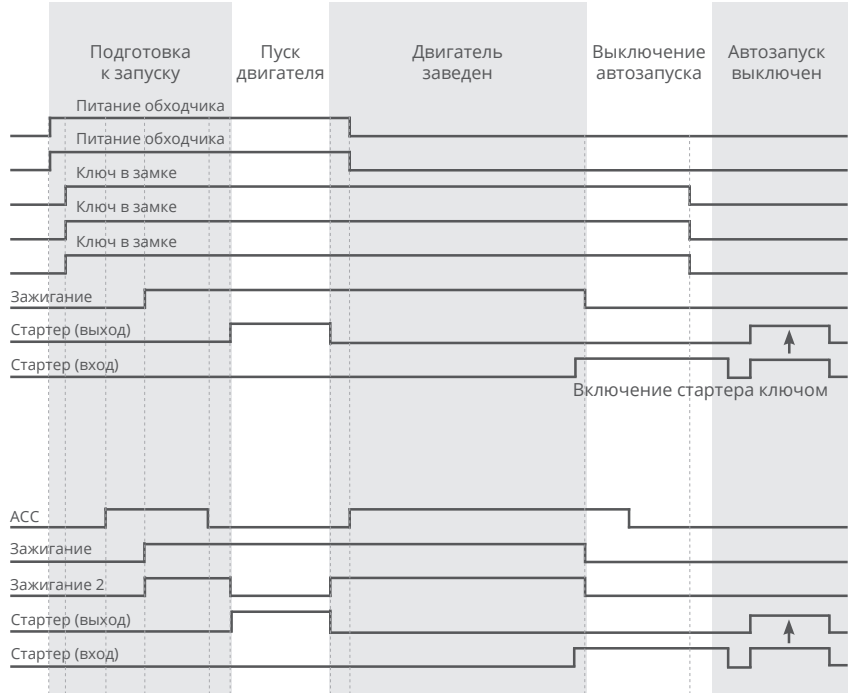 Подготовка
к запуску
Пуск
двигателя
Двигатель
заведен
Выключение
автозапуска
Автозапуск
выключен
Питание обходчика
Питание обходчика
Ключ в замке
Ключ в замке
Ключ в замке
Зажигание
Стартер (выход)
Стартер (вход)
Включение стартера ключом
ACC
Зажигание
Зажигание 2
Стартер (выход)
Стартер (вход)